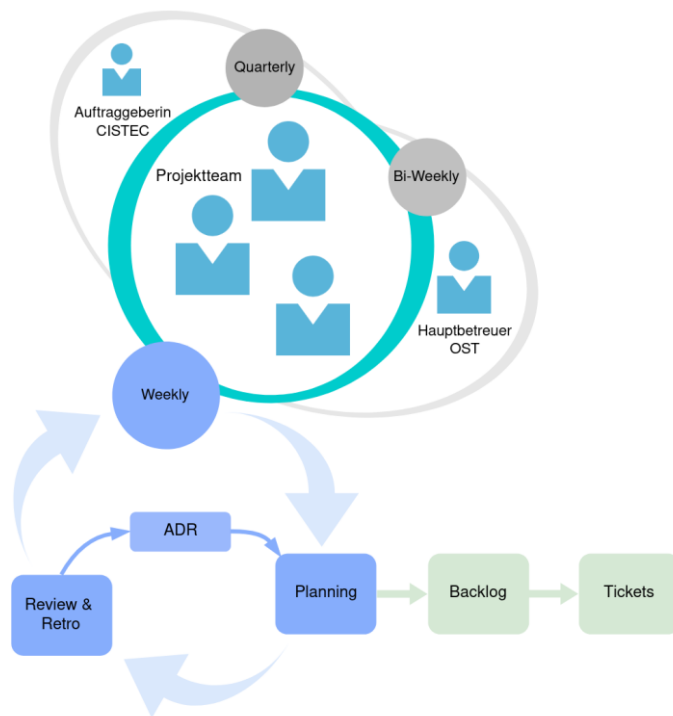 Quarterly
Auftraggeberin
CISTEC
Projektteam
Bi-Weekly
Hauptbetreuer
OST
Weekly
ADR
Review &
Retro
Planning
Backlog
Tickets